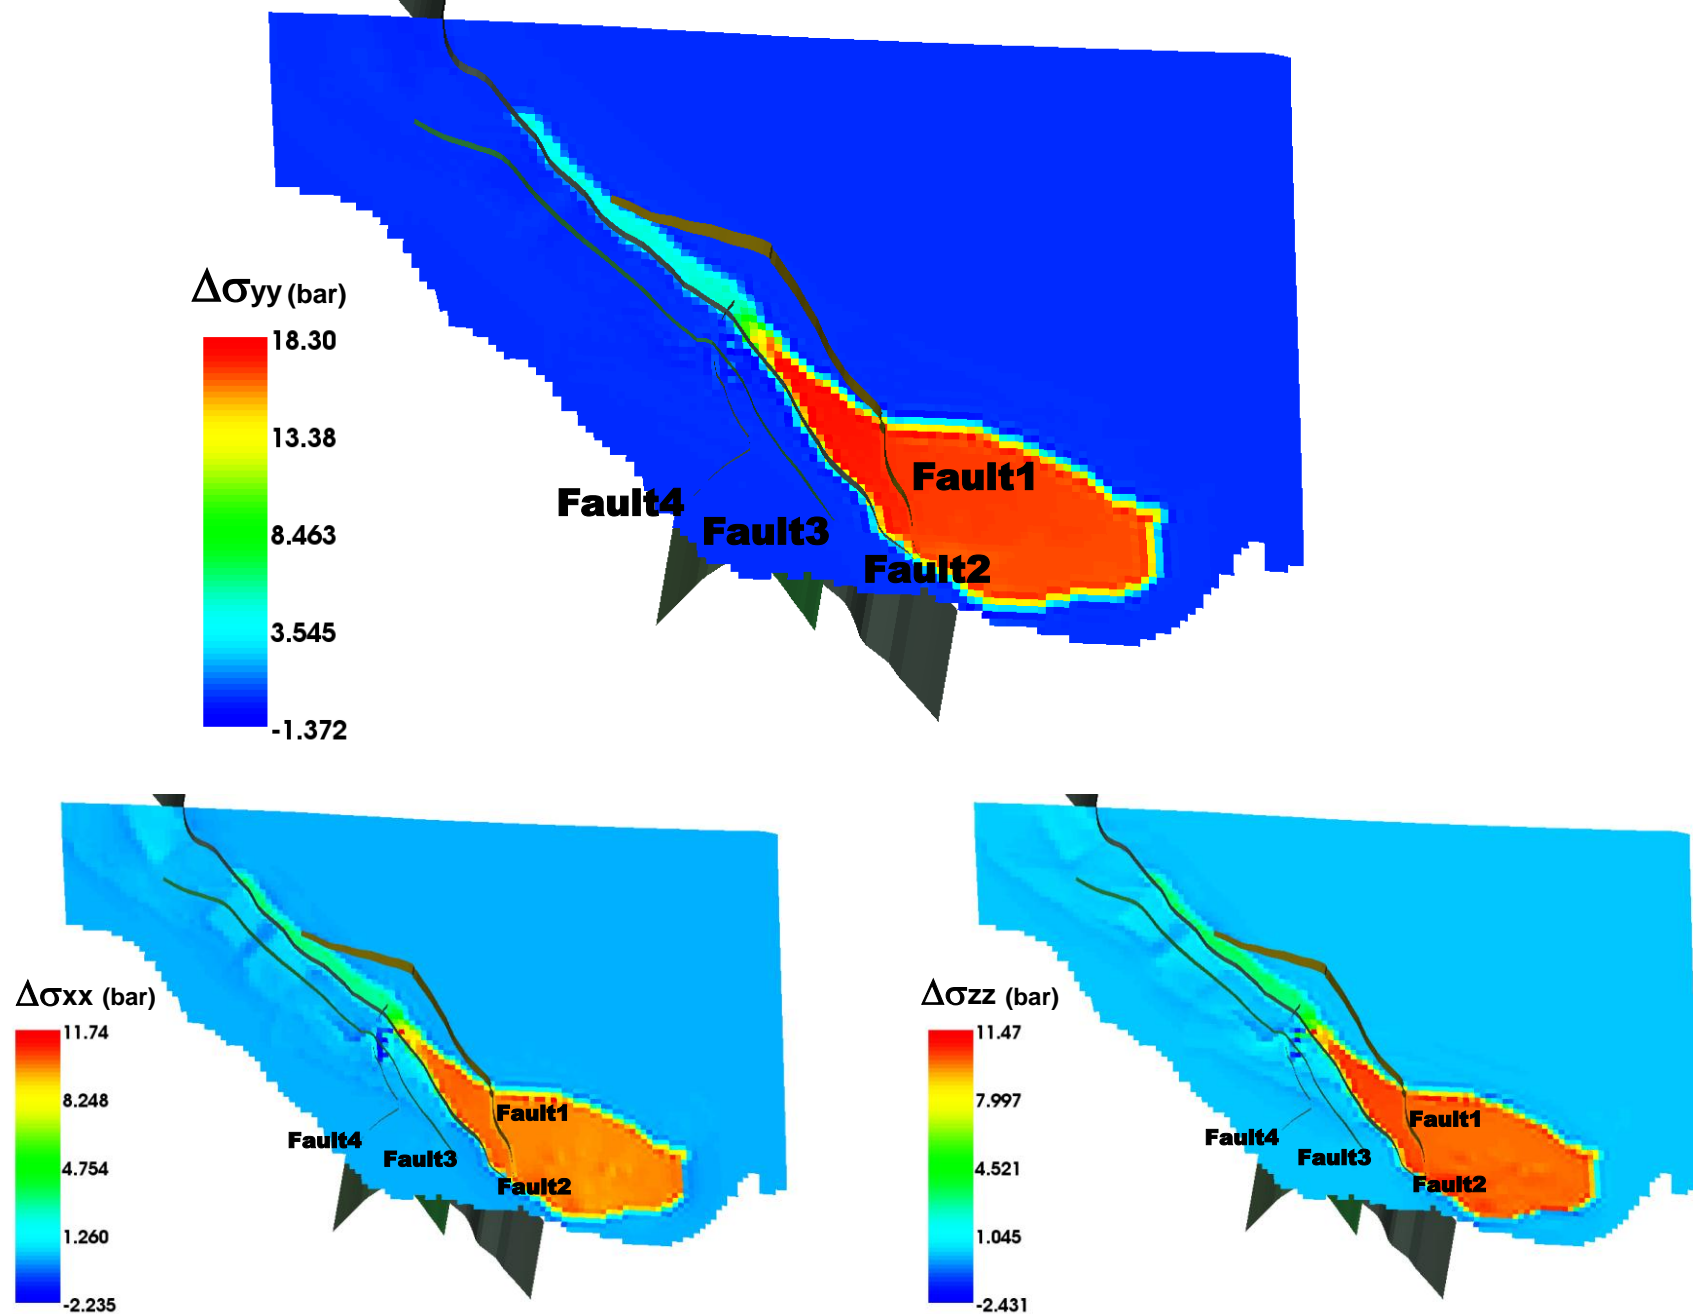 Δσyy (bar)
18.30
13.38
8.463
3.545
-1.372
Fault1
Fault4
Fault3
Fault2
Δσxx (bar)
11.74
8.248
4.754
1.260
-2.235
Fault1
Fault4
Fault3
Fault2
Δσzz (bar)
11.47
7.997
4.521
1.045
-2.431
Fault1
Fault4
Fault3
Fault2